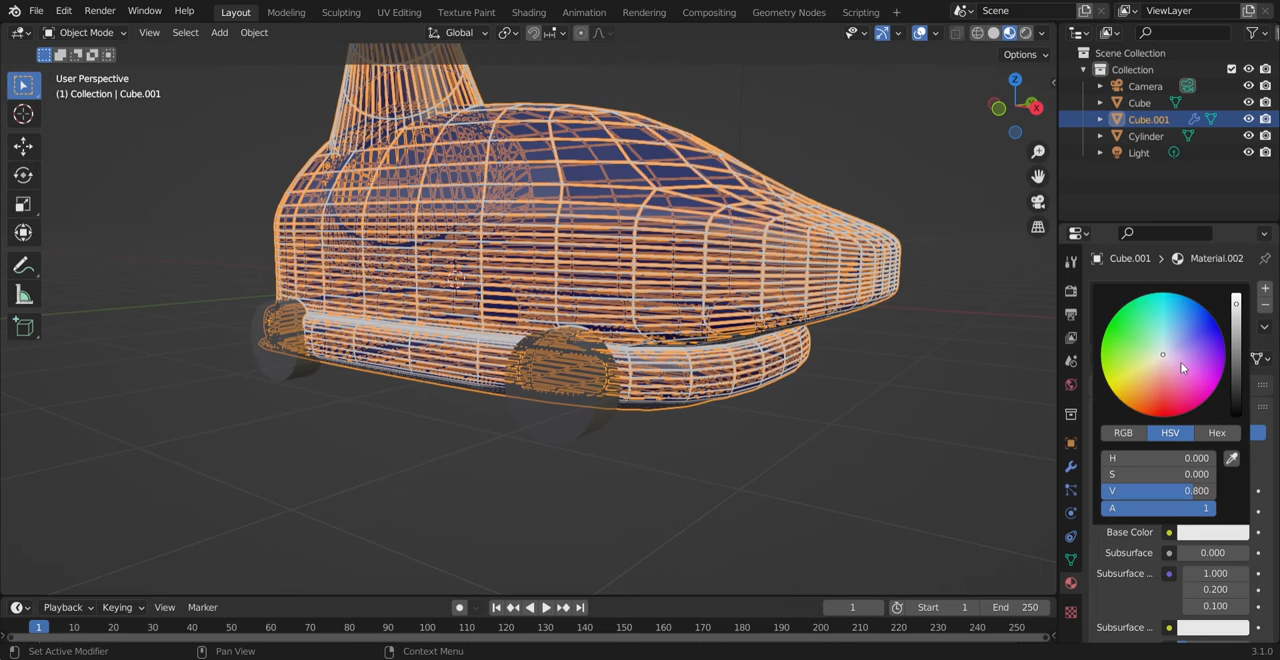 File Edit Render Window Help Layout Modeling Sculpting UV Editing Texture Paint Shading Animation Rendering Compositing Geometry Nodes Scripting + Scene ViewLayer
Object Mode View Select Add Object Global
Options
User Perspective
(1) Collection | Cube.001
Z
X
Scene Collection
Collection
Camera
Cube
Cube.001
Cylinder
Light
Cube.001 Material.002
RGB HSV Hex
H 0.000
S 0.000
V 0.800
A 1
Base Color
Subsurface 0.000
Subsurface ... 1.000
0.200
0.100
Subsurface ...
Playback Keying View Marker 1 Start 1 End 250
1 10 20 30 40 50 60 70 80 90 100 110 120 130 140 150 160 170 180 190 200 210 220 230 240 250
Set Active Modifier Pan View Context Menu 3.1.0